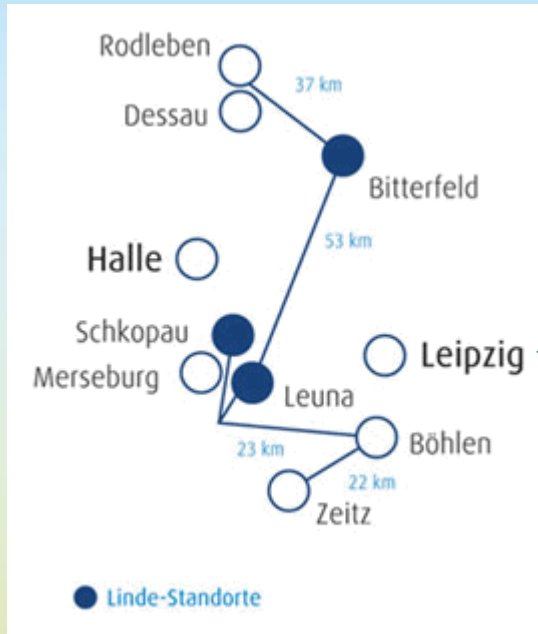 Rodleben
37 km
Dessau
Bitterfeld
53 km
Halle
Schkopau
Leipzig
Merseburg
Leuna
23 km
Böhlen
22 km
Zeitz
Linde-Standorte